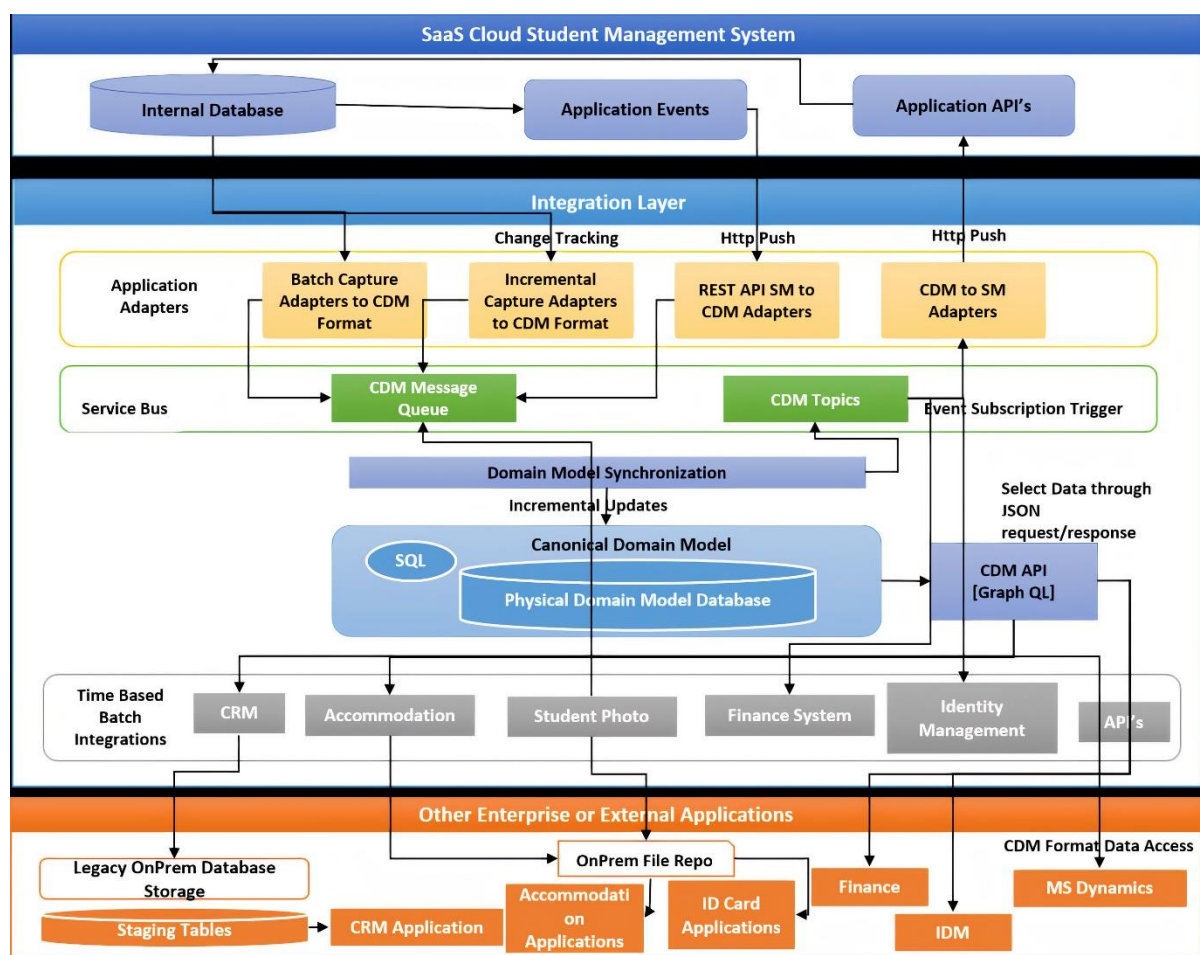 SaaS Cloud Student Management System
Internal Database
Application Events
Application API's
Integration Layer
Change Tracking
Http Push
Http Push
Application
Adapters
Batch Capture
Adapters to CDM
Format
Incremental
Capture Adapters
to CDM Format
REST API SM to
CDM Adapters
CDM to SM
Adapters
Service Bus
CDM Message
Queue
CDM Topics
Event Subscription Trigger
Domain Model Synchronization
Incremental Updates
Select Data through
JSON
request/response
Canonical Domain Model
SQL
Physical Domain Model Database
CDM API
[Graph QL]
Time Based
Batch
Integrations
CRM
Accommodation
Student Photo
Finance System
Identity
Management
API's
Other Enterprise or External Applications
Legacy OnPrem Database
Storage
Staging Tables
CRM Application
OnPrem File Repo
Accommodati
on
Applications
ID Card
Applications
Finance
IDM
CDM Format Data Access
MS Dynamics